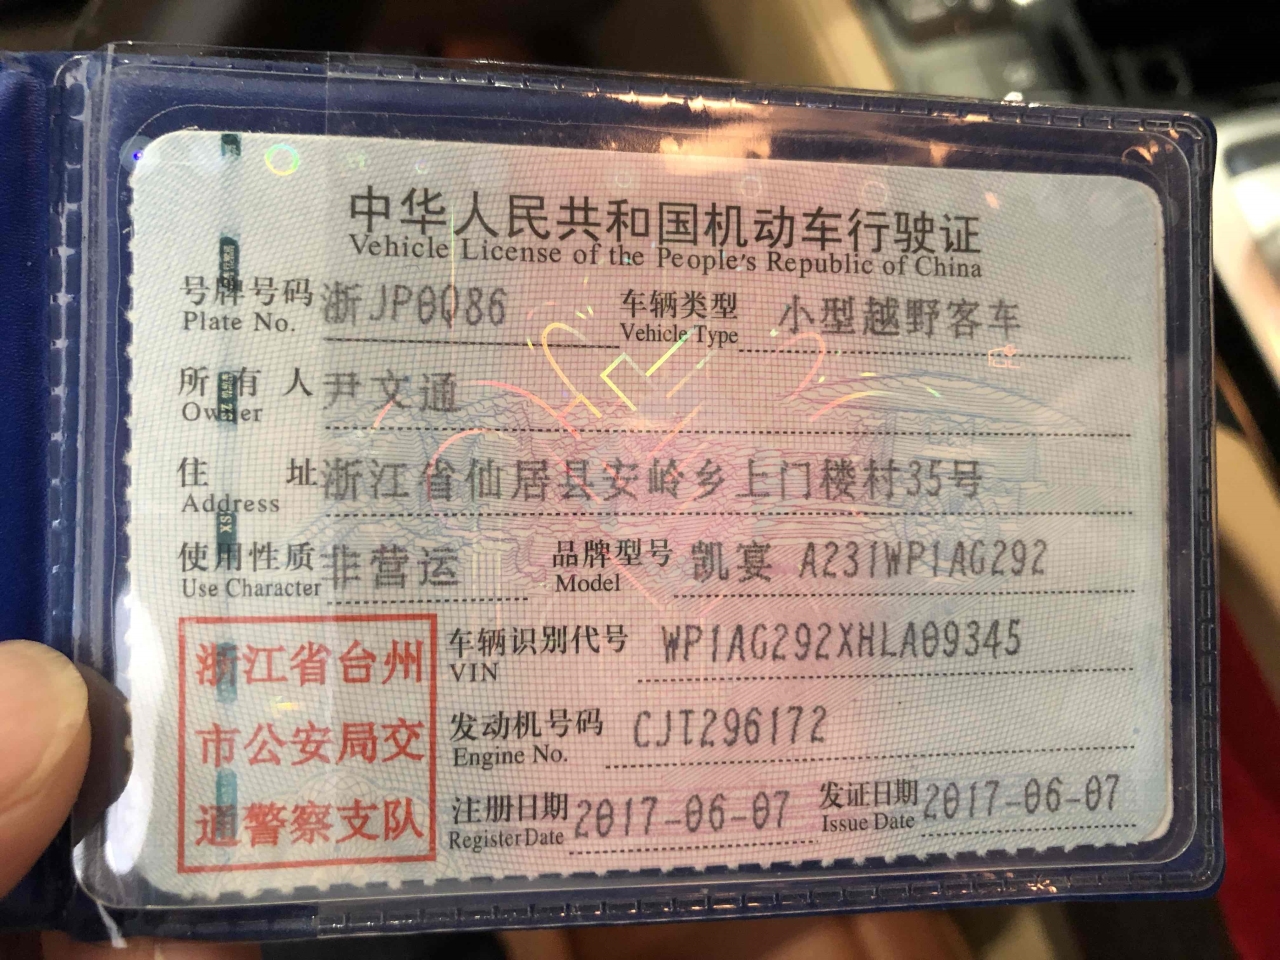 中华人民共和国机动车行驶证
Vehicle License of the People's Republic of China
号牌号码 浙JP0Q86 车辆类型 小型越野客车
Plate No. Vehicle Type
所有人 尹文通
Owner
住址 浙江省仙居县安岭乡上门楼村35号
Address
使用性质 非营运 品牌型号 凯宴 A231WP1AG292
Use Character Model
浙江省台州
市公安局交
通警察支队
车辆识别代号 WP1AG292XHLA09345
VIN
发动机号码 CJT296172
Engine No.
注册日期 2017-06-07 发证日期 2017-06-07
Register Date Issue Date